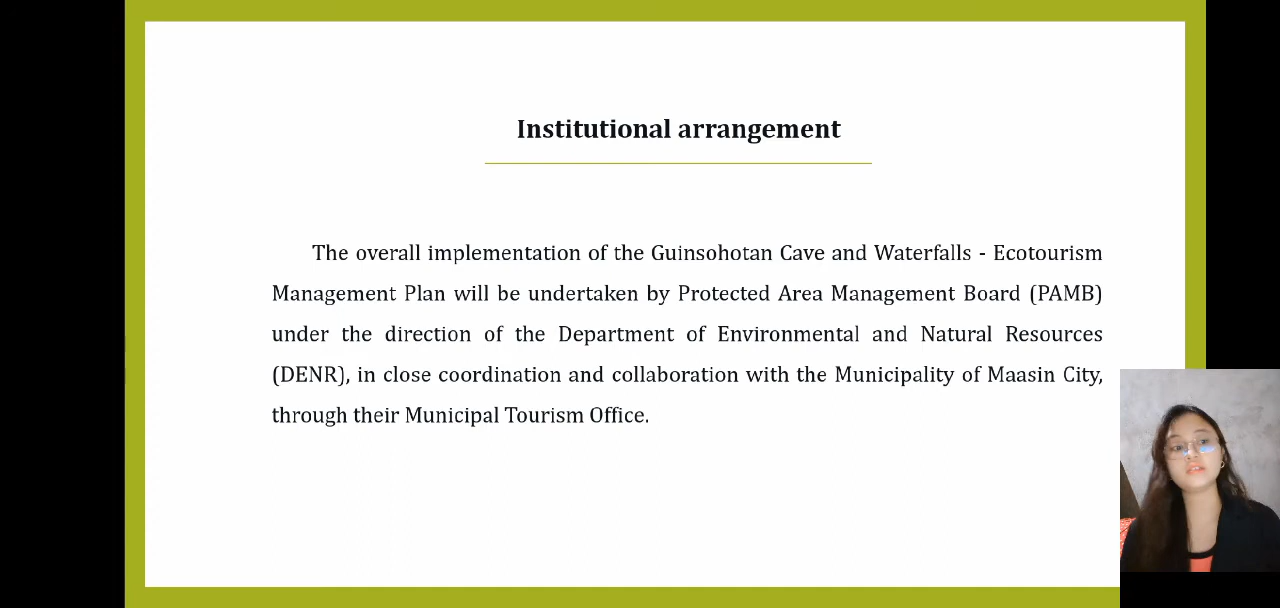 Institutional arrangement
The overall implementation of the Guinsohotan Cave and Waterfalls - Ecotourism
Management Plan will be undertaken by Protected Area Management Board (PAMB)
under the direction of the Department of Environmental and Natural Resources
(DENR), in close coordination and collaboration with the Municipality of Maasin City,
through their Municipal Tourism Office.